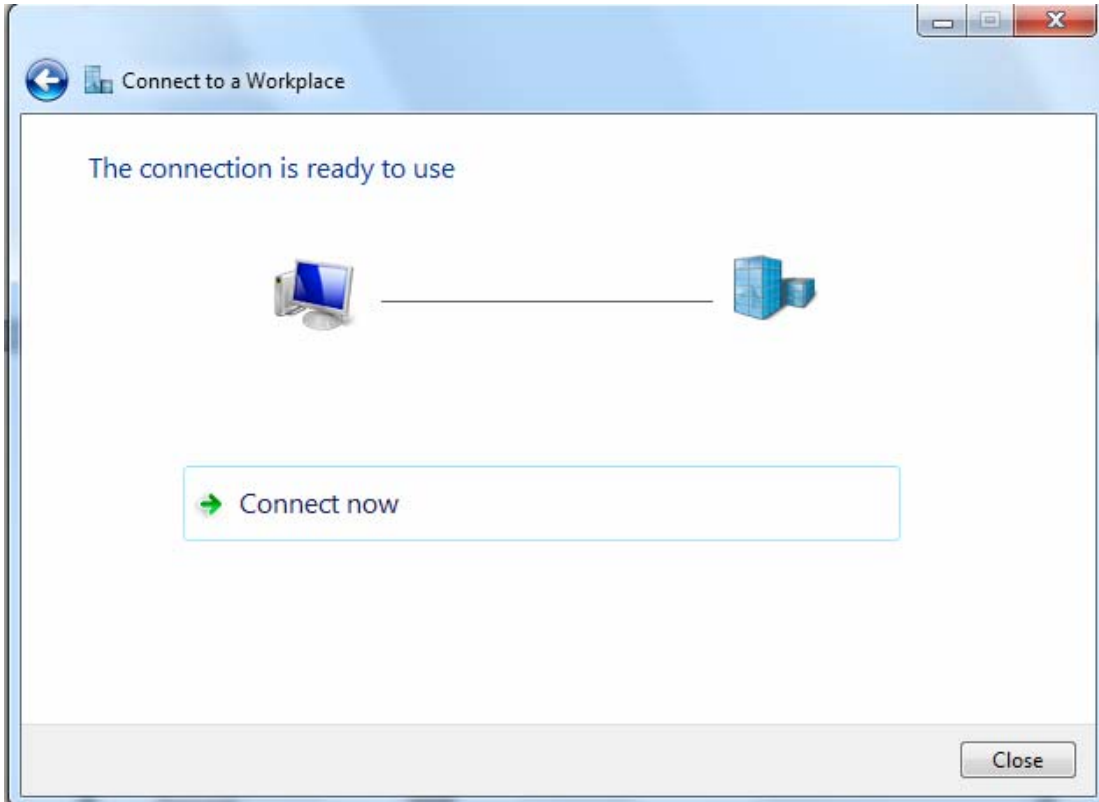 Connect to a Workplace
The connection is ready to use
Connect now
Close